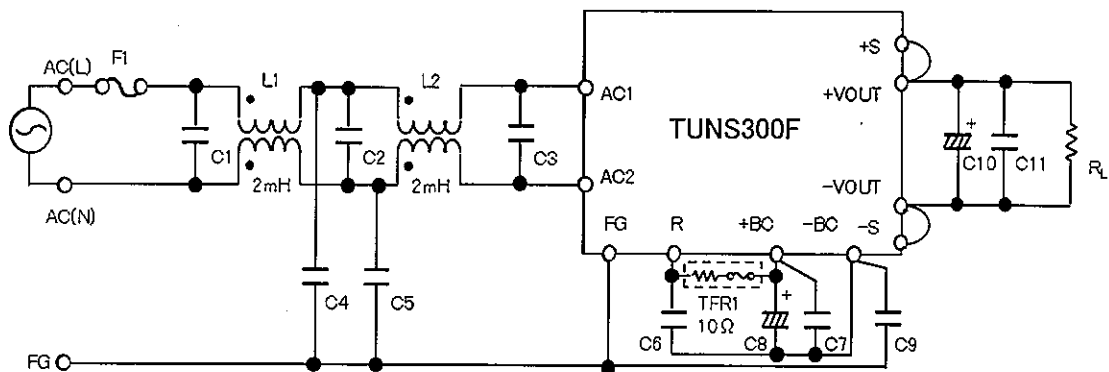 AC(L)
F1
L1
L2
C1
C2
C3
2mH
2mH
AC(N)
AC1
AC2
TUNS300F
+S
+VOUT
-VOUT
-S
+
C10
C11
RL
FG
R
+BC
-BC
C4
C5
TFR1
10Ω
+
C6
C8
C7
C9
FG